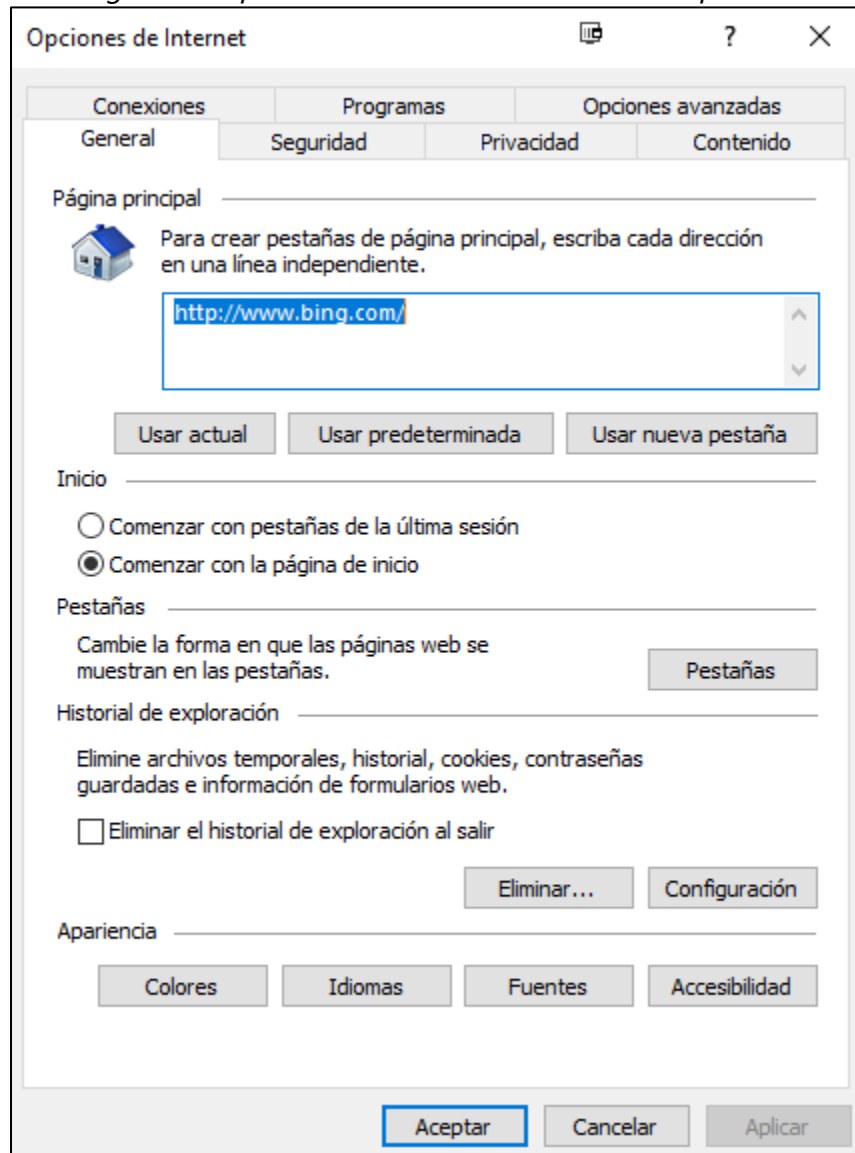 Opciones de Internet ?
Conexiones Programas Opciones avanzadas
General Seguridad Privacidad Contenido
Página principal
Para crear pestañas de página principal, escriba cada dirección
en una línea independiente.
http://www.bing.com/
Usar actual Usar predeterminada Usar nueva pestaña
Inicio
Comenzar con pestañas de la última sesión
Comenzar con la página de inicio
Pestañas
Cambie la forma en que las páginas web se
muestran en las pestañas.
Pestañas
Historial de exploración
Elimine archivos temporales, historial, cookies, contraseñas
guardadas e información de formularios web.
Eliminar el historial de exploración al salir
Eliminar... Configuración
Apariencia
Colores Idiomas Fuentes Accesibilidad
Aceptar Cancelar Aplicar